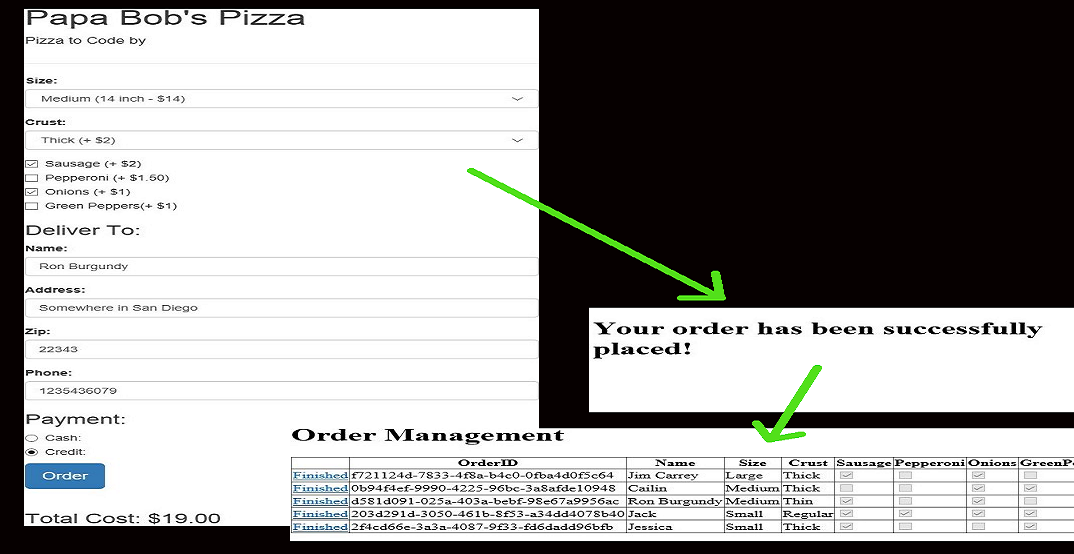 Papa Bob's Pizza
Pizza to Code by
Size:
Medium (14 inch - $14)
Crust:
Thick (+ $2)
Sausage (+ $2)
Pepperoni (+ $1.50)
Onions (+ $1)
Green Peppers(+ $1)
Deliver To:
Name:
Ron Burgundy
Address:
Somewhere in San Diego
Zip:
22343
Phone:
1235436079
Payment:
Cash:
Credit:
Order
Total Cost: $19.00
Your order has been successfully
placed!
Order Management
OrderID Name Size Crust Sausage Pepperoni Onions GreenP
Finished f721124d-7833-4f8a-b4c0-0fba4d0f5c64 Jim Carrey Large Thick
Finished 0b94f4ef-9990-4225-96bc-3a8afde10948 Cailin Medium Thick
Finished d581d091-025a-403a-bebf-98e67a9956ac Ron Burgundy Medium Thin
Finished 203d291d-3050-461b-8f53-a34dd4078b40 Jack Small Regular
Finished 2f4cd66e-3a3a-4087-9f33-fd6dadd96bfb Jessica Small Thick